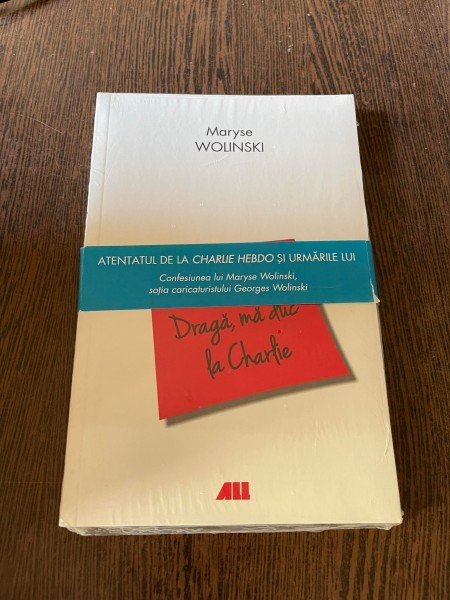 Maryse
WOLINSKI
ATENTATUL DE LA CHARLIE HEBDO ȘI URMĂRILE LUI
Confesiunea lui Maryse Wolinski,
soția caricaturistului Georges Wolinski
Dragă, mă duc
la Charlie
ALL